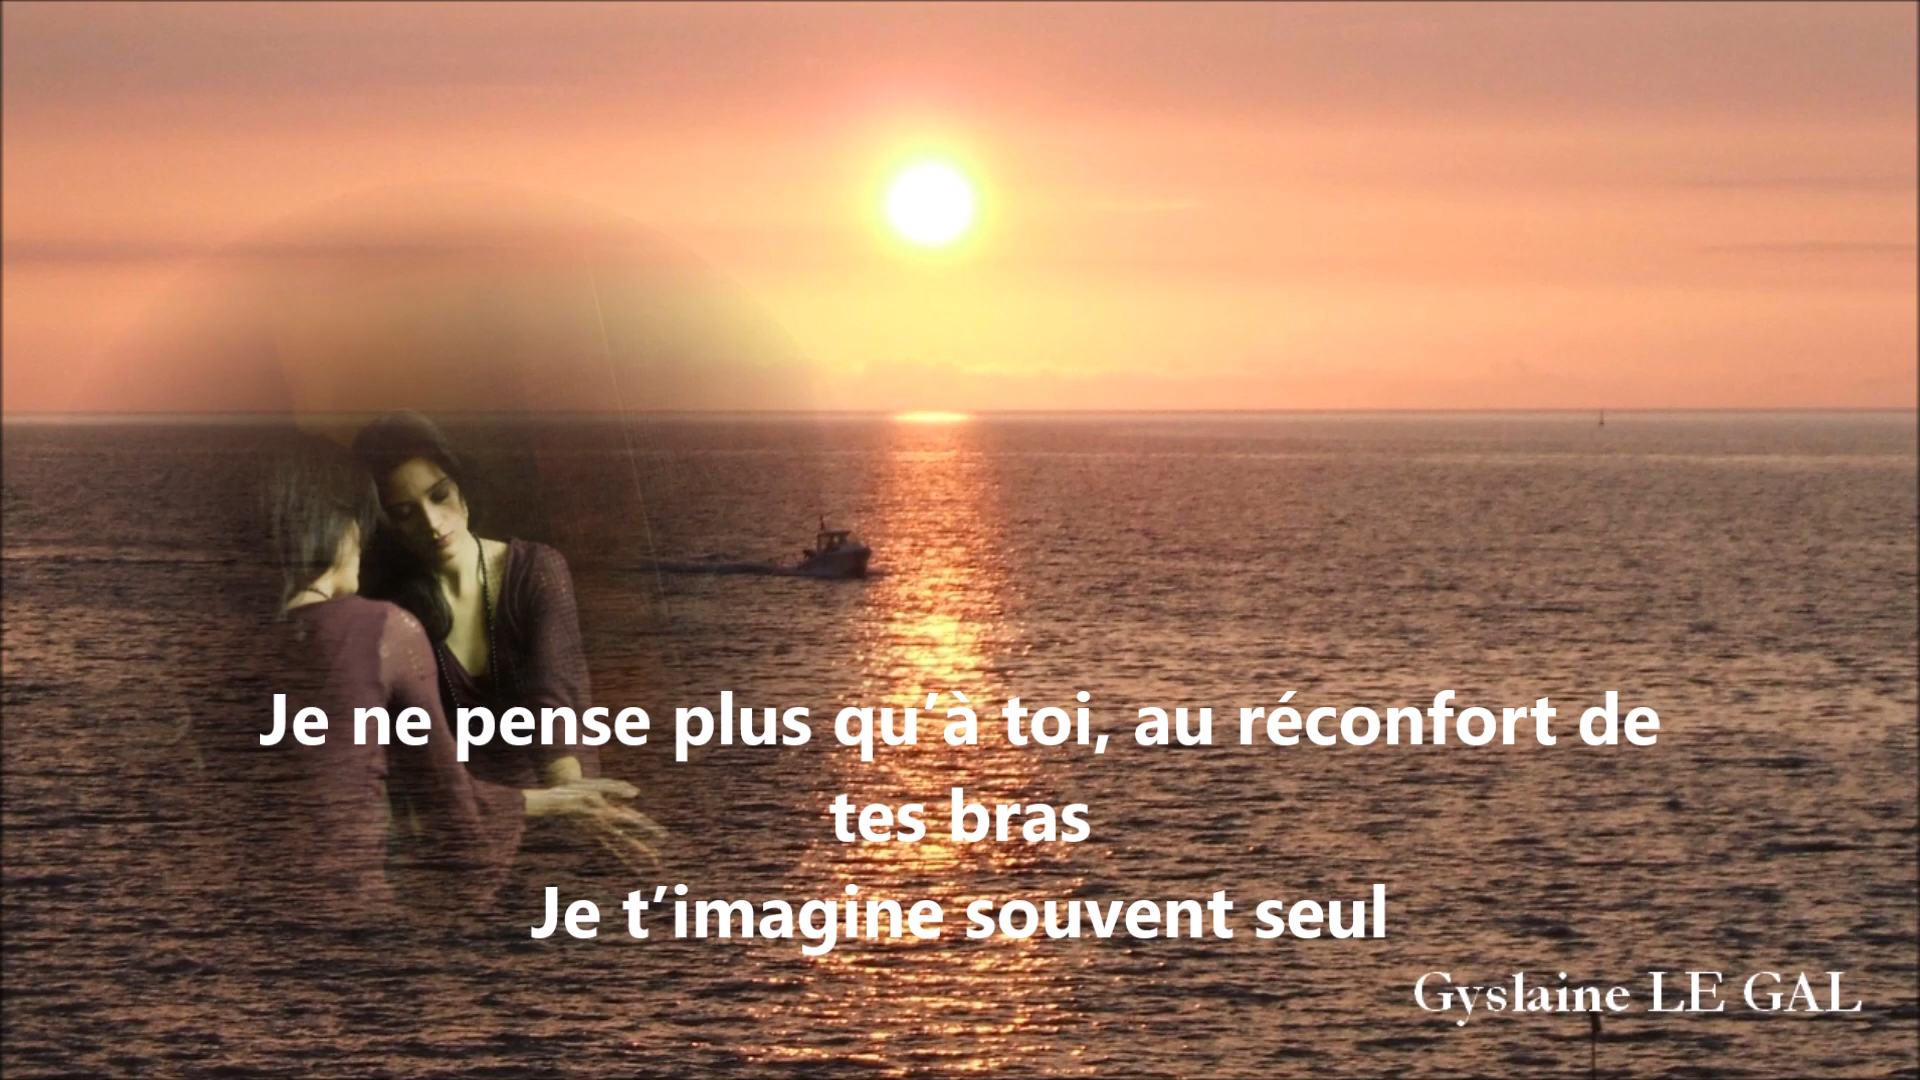 Je ne pense plus qu’à toi, au réconfort de
tes bras
Je t’imagine souvent seul
Gyslaine LE GAL